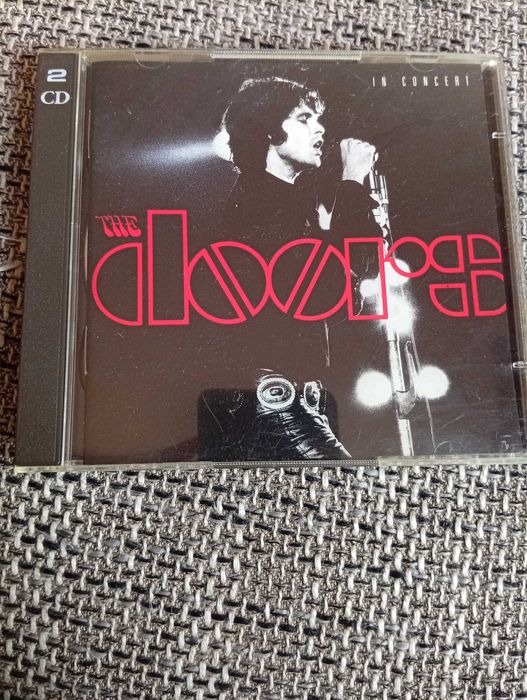 2
CD
IN CONCERT
THE
DOORS